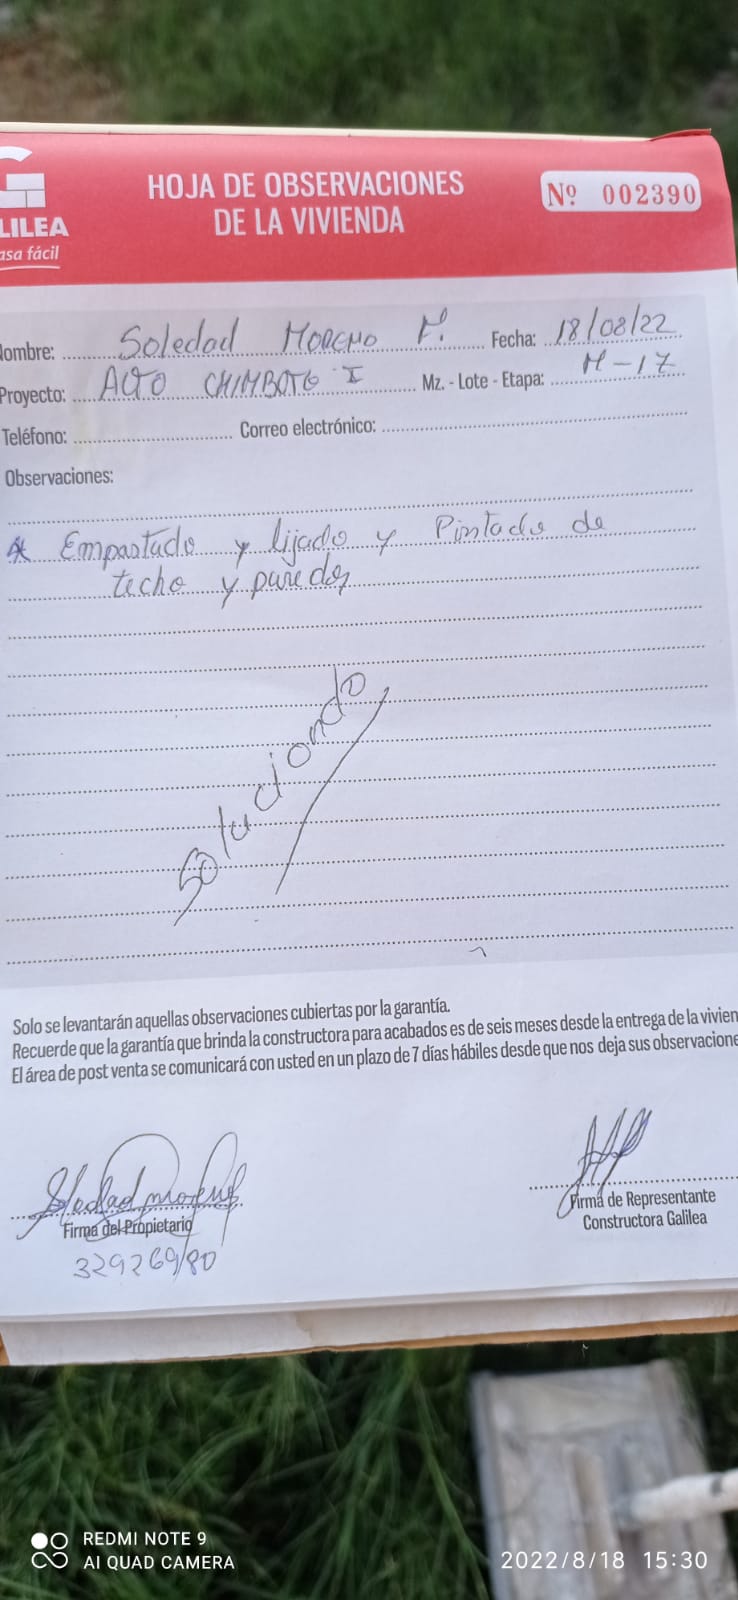 HOJA DE OBSERVACIONES
DE LA VIVIENDA
Nº 002390
LILEA
asa fácil
Nombre: Soledad MORENO F. Fecha: 18/08/22
Proyecto: ALTO CHIMBOTE I Mz. - Lote - Etapa: M-17
Teléfono: Correo electrónico:
Observaciones:
* Empastado y lijado y Pintado de
techo y paredes
Soluciondo
Solo se levantarán aquellas observaciones cubiertas por la garantía.
Recuerde que la garantía que brinda la constructora para acabados es de seis meses desde la entrega de la vivien
El área de post venta se comunicará con usted en un plazo de 7 días hábiles desde que nos deja sus observacione
Soledad moreno
Firma del Propietario
Firma de Representante
Constructora Galilea
329269/80
REDMI NOTE 9
AI QUAD CAMERA
2022/8/18 15:30